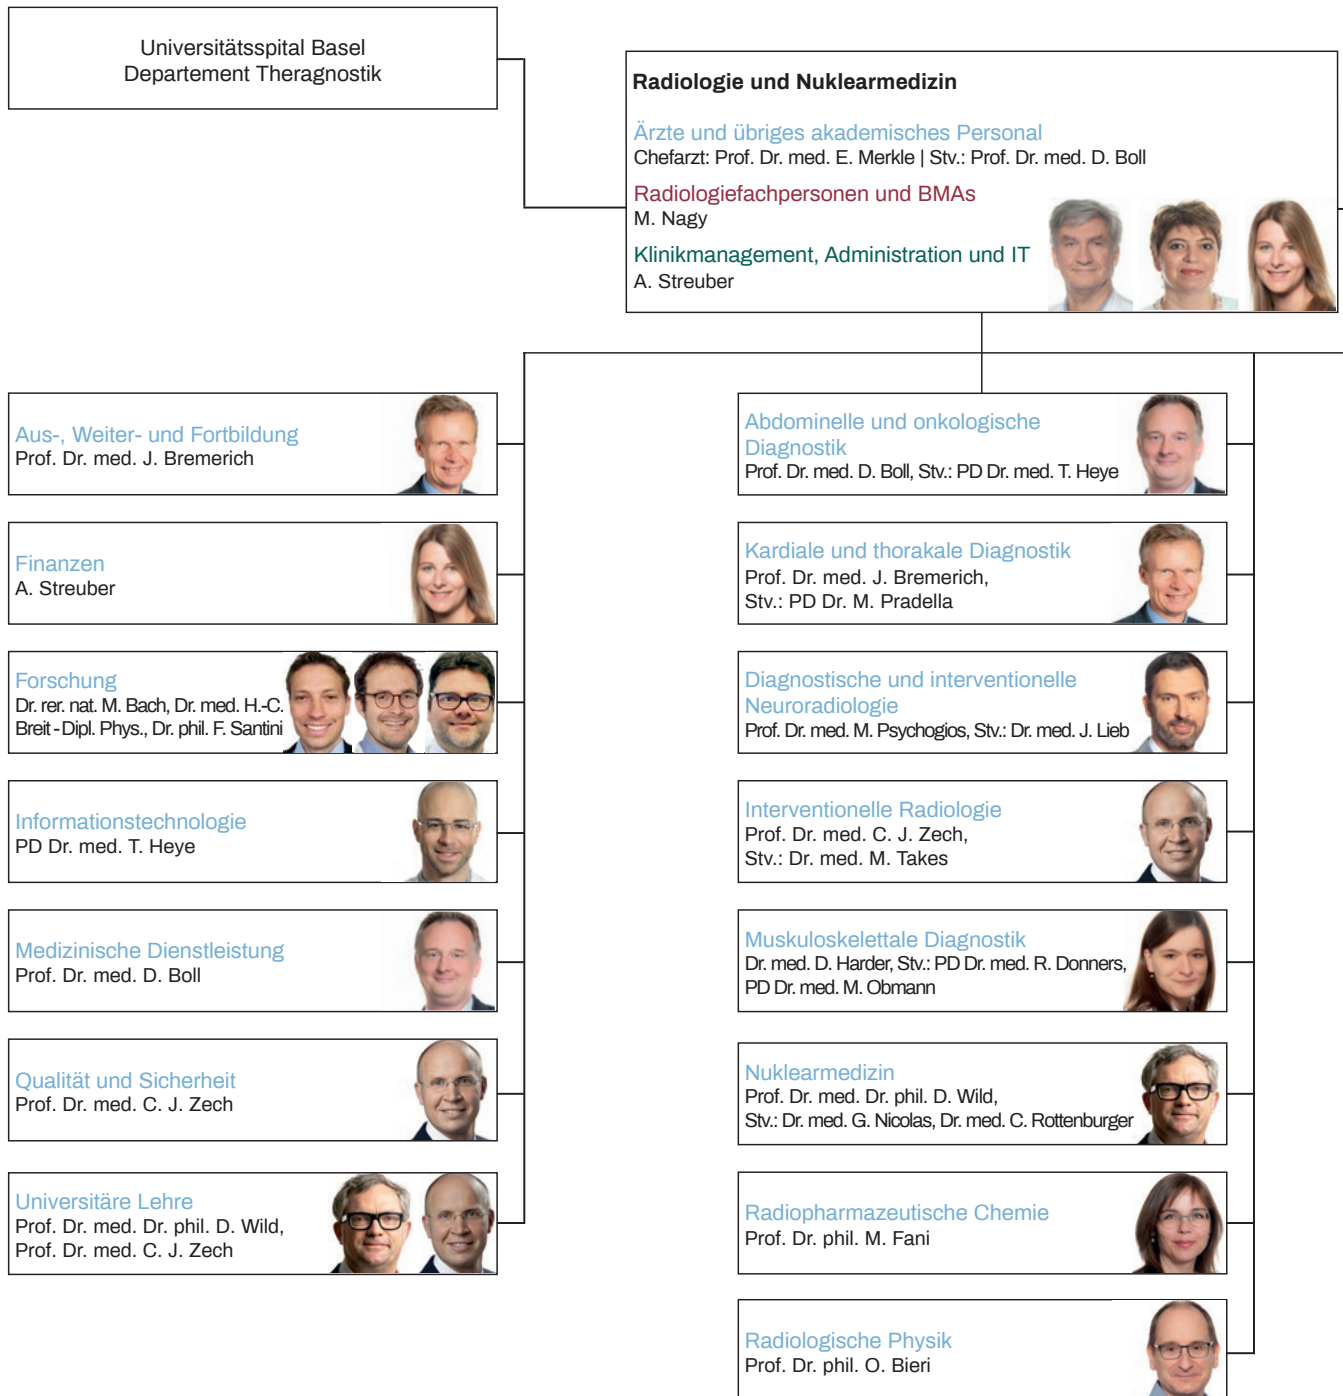 Universitätsspital Basel
Departement Theragnostik
Radiologie und Nuklearmedizin
Ärzte und übriges akademisches Personal
Chefarzt: Prof. Dr. med. E. Merkle | Stv.: Prof. Dr. med. D. Boll
Radiologiefachpersonen und BMAs
M. Nagy
Klinikmanagement, Administration und IT
A. Streuber
Aus-, Weiter- und Fortbildung
Prof. Dr. med. J. Bremerich
Finanzen
A. Streuber
Forschung
Dr. rer. nat. M. Bach, Dr. med. H.-C.
Breit - Dipl. Phys., Dr. phil. F. Santini
Informationstechnologie
PD Dr. med. T. Heye
Medizinische Dienstleistung
Prof. Dr. med. D. Boll
Qualität und Sicherheit
Prof. Dr. med. C. J. Zech
Universitäre Lehre
Prof. Dr. med. Dr. phil. D. Wild,
Prof. Dr. med. C. J. Zech
Abdominelle und onkologische
Diagnostik
Prof. Dr. med. D. Boll, Stv.: PD Dr. med. T. Heye
Kardiale und thorakale Diagnostik
Prof. Dr. med. J. Bremerich,
Stv.: PD Dr. M. Pradella
Diagnostische und interventionelle
Neuroradiologie
Prof. Dr. med. M. Psychogios, Stv.: Dr. med. J. Lieb
Interventionelle Radiologie
Prof. Dr. med. C. J. Zech,
Stv.: Dr. med. M. Takes
Muskuloskelettale Diagnostik
Dr. med. D. Harder, Stv.: PD Dr. med. R. Donners,
PD Dr. med. M. Obmann
Nuklearmedizin
Prof. Dr. med. Dr. phil. D. Wild,
Stv.: Dr. med. G. Nicolas, Dr. med. C. Rottenburger
Radiopharmazeutische Chemie
Prof. Dr. phil. M. Fani
Radiologische Physik
Prof. Dr. phil. O. Bieri